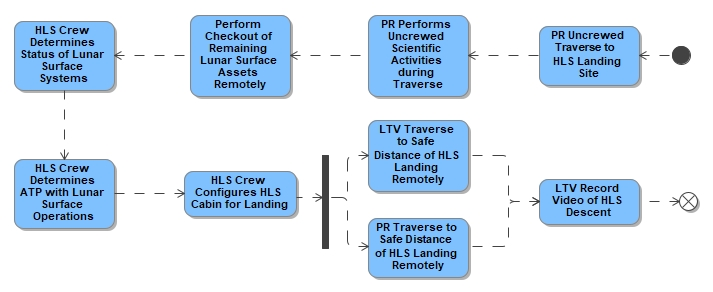 HLS Crew
Determines
Status of Lunar
Surface
Systems
Perform
Checkout of
Remaining
Lunar Surface
Assets
Remotely
PR Performs
Uncrewed
Scientific
Activities
during
Traverse
PR Uncrewed
Traverse to
HLS Landing
Site
HLS Crew
Determines
ATP with Lunar
Surface
Operations
HLS Crew
Configures HLS
Cabin for Landing
LTV Traverse
to Safe
Distance of HLS
Landing
Remotely
PR Traverse to
Safe Distance
of HLS Landing
Remotely
LTV Record
Video of HLS
Descent